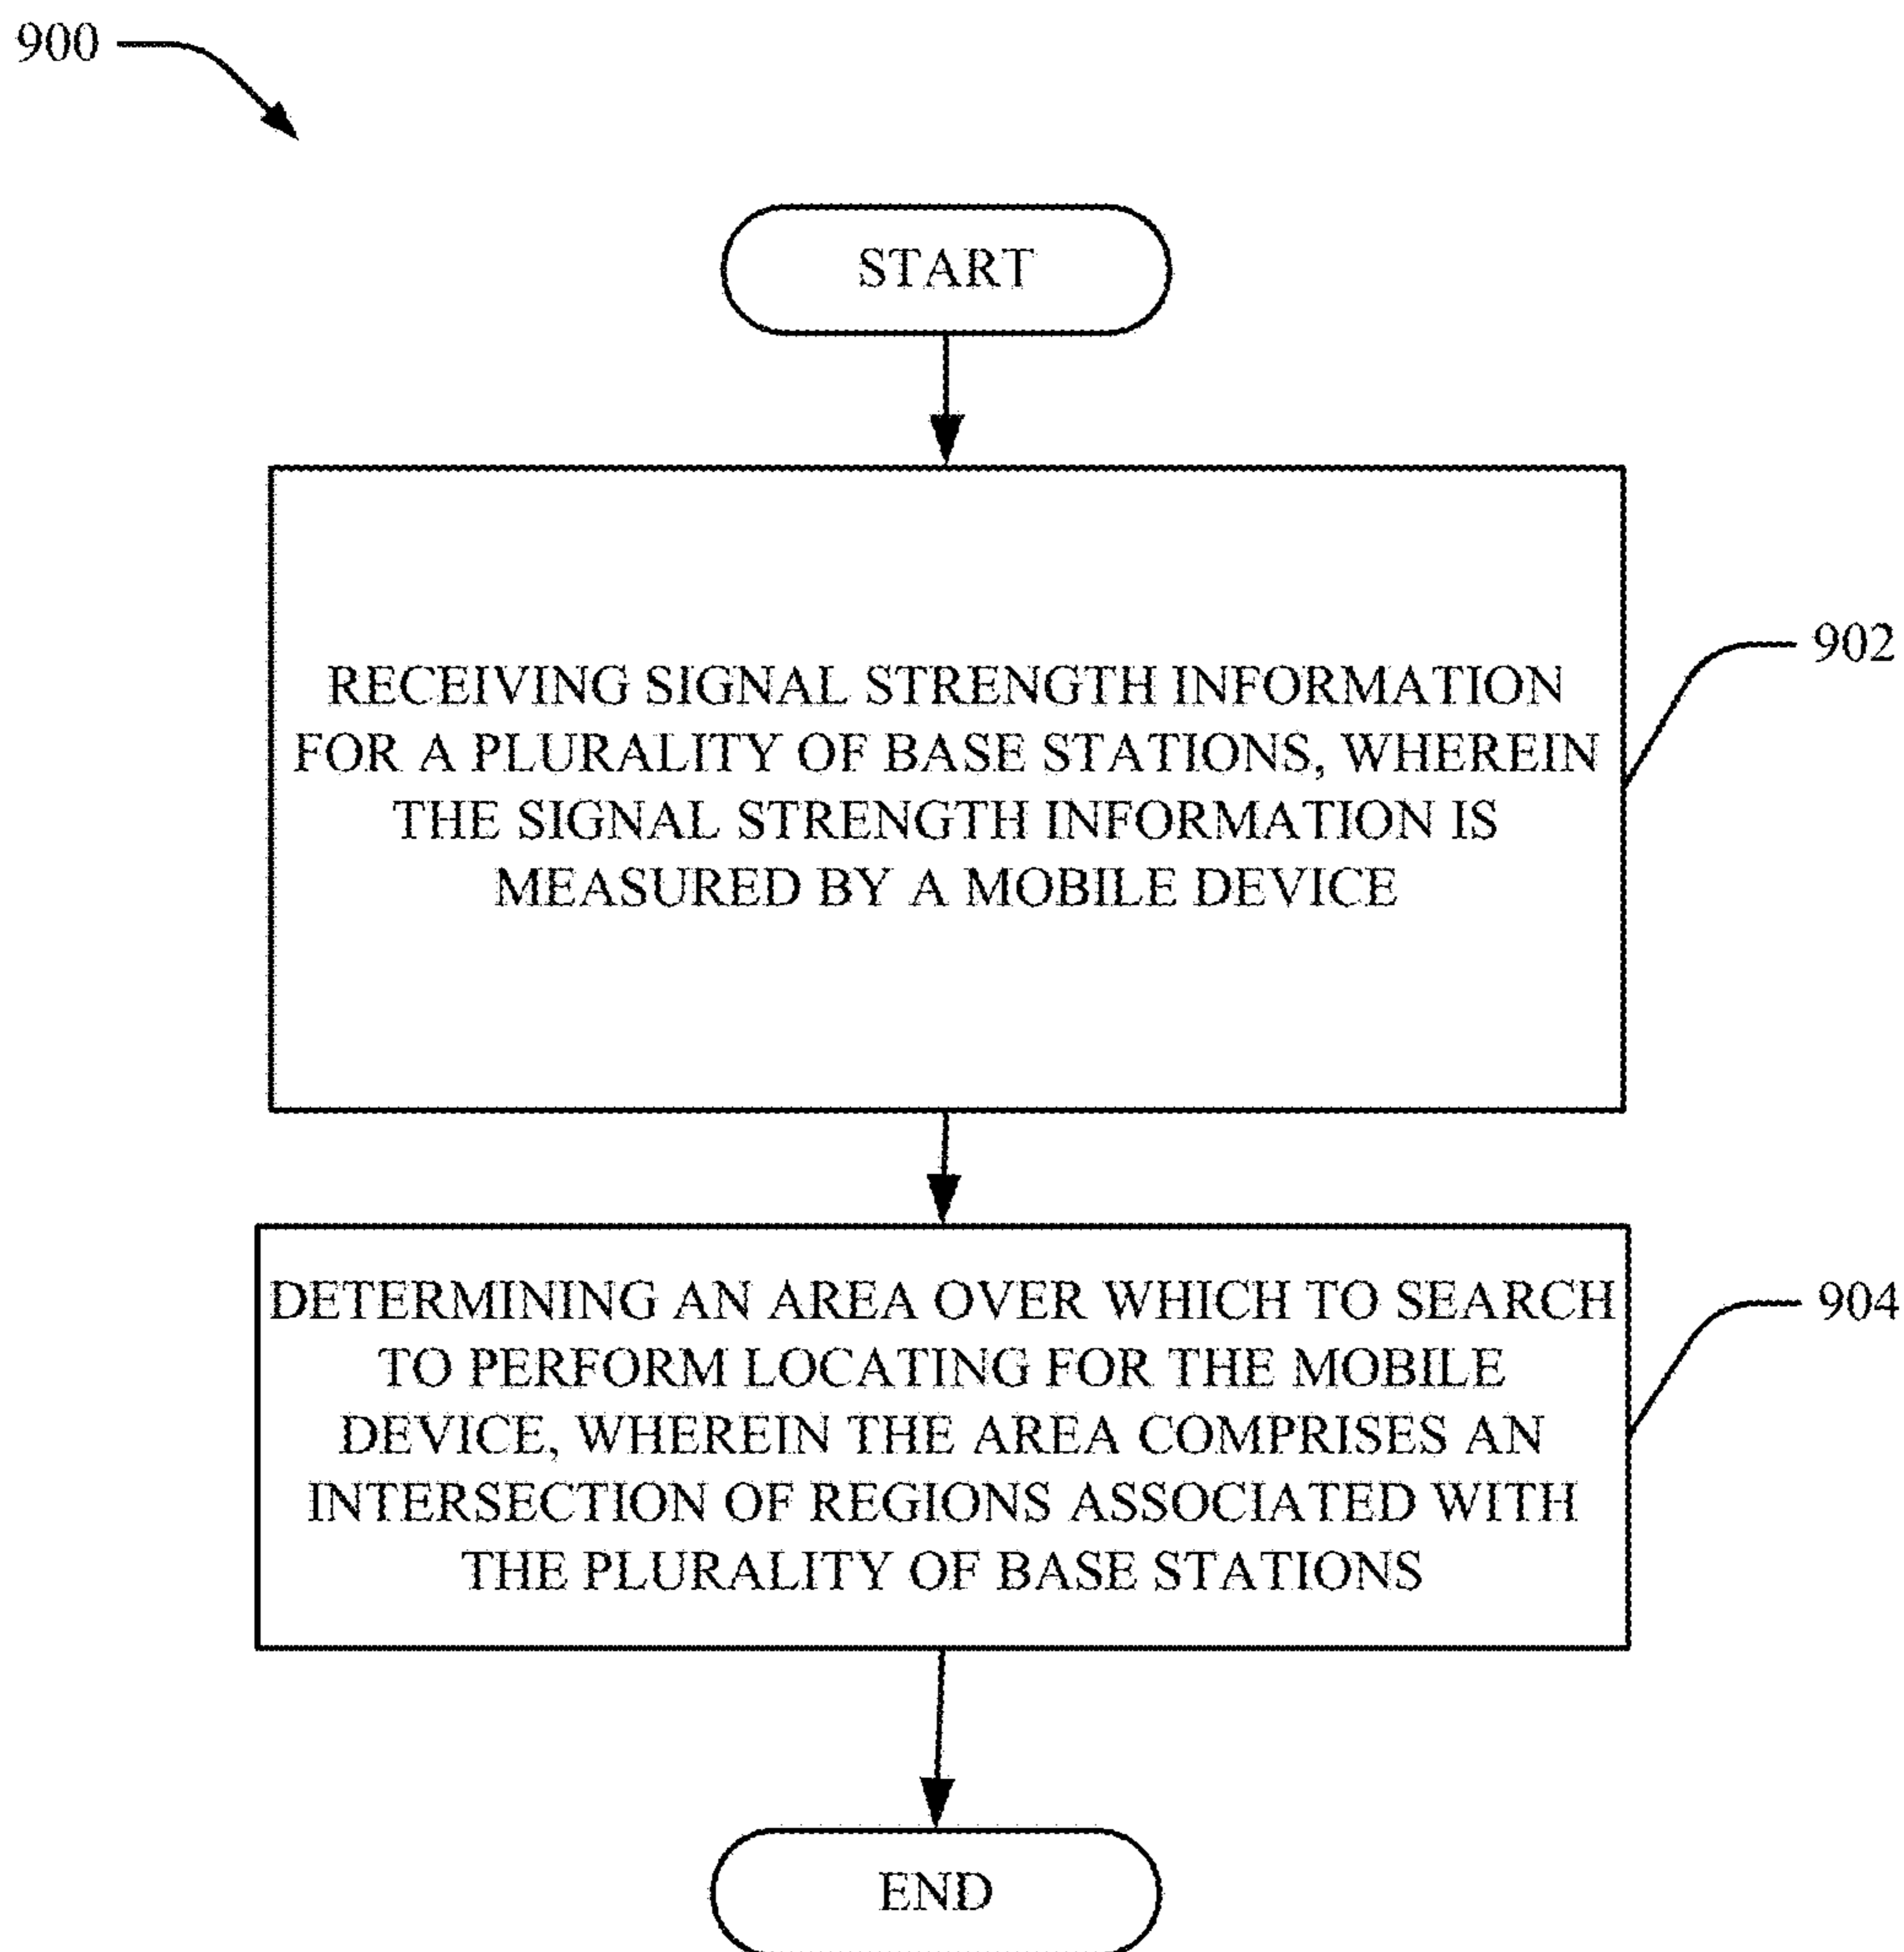 900
START
RECEIVING SIGNAL STRENGTH INFORMATION
FOR A PLURALITY OF BASE STATIONS, WHEREIN
THE SIGNAL STRENGTH INFORMATION IS
MEASURED BY A MOBILE DEVICE
902
DETERMINING AN AREA OVER WHICH TO SEARCH
TO PERFORM LOCATING FOR THE MOBILE
DEVICE, WHEREIN THE AREA COMPRISES AN
INTERSECTION OF REGIONS ASSOCIATED WITH
THE PLURALITY OF BASE STATIONS
904
END